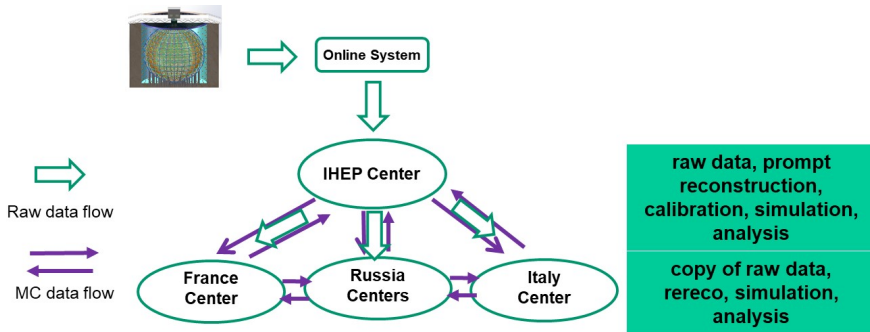 Online System
IHEP Center
Raw data flow
MC data flow
France
Center
Russia
Centers
Italy
Center
raw data, prompt
reconstruction,
calibration, simulation,
analysis
copy of raw data,
rereco, simulation,
analysis